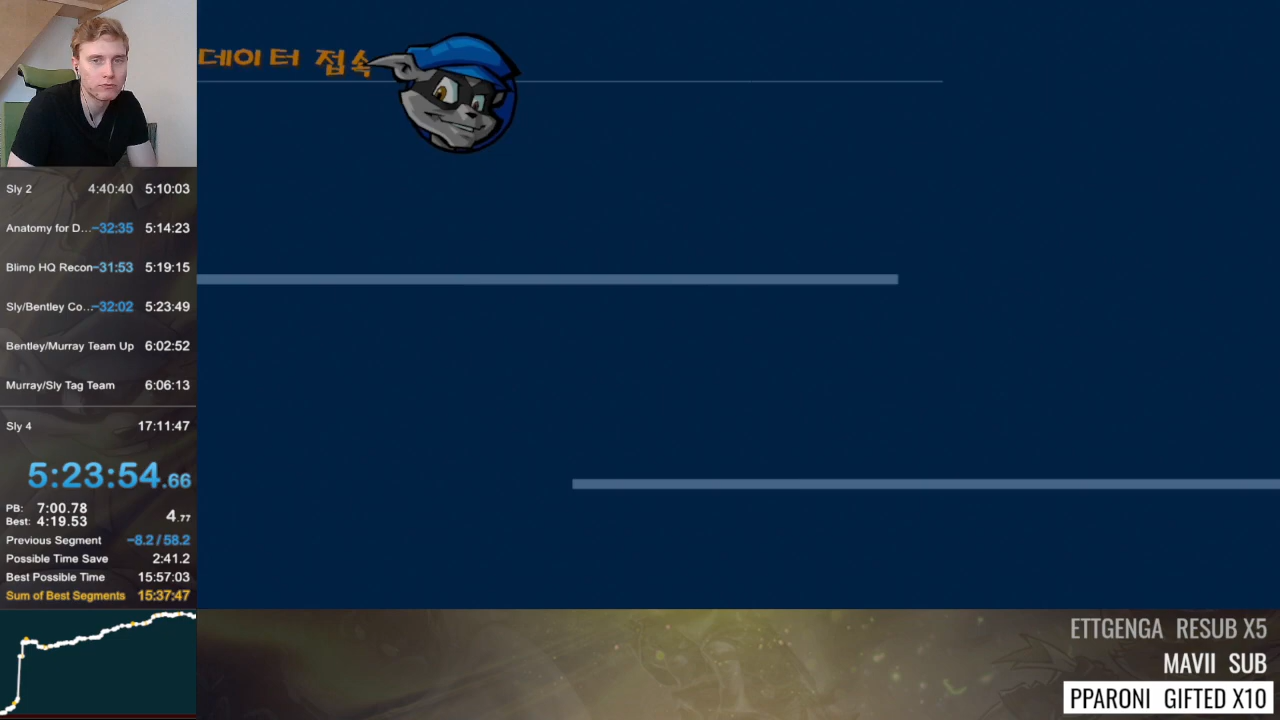 데이터 접속
Sly 2 4:40:40 5:10:03
Anatomy for D... -32:35 5:14:23
Blimp HQ Recon -31:53 5:19:15
Sly/Bentley Co... -32:02 5:23:49
Bentley/Murray Team Up 6:02:52
Murray/Sly Tag Team 6:06:13
Sly 4 17:11:47
5:23:54.66
PB: 7:00.78
Best: 4:19.53
4.77
Previous Segment -8.2 / 58.2
Possible Time Save 2:41.2
Best Possible Time 15:57:03
Sum of Best Segments 15:37:47
ETTGENGA RESUB X5
MAVII SUB
PPARONI GIFTED X10